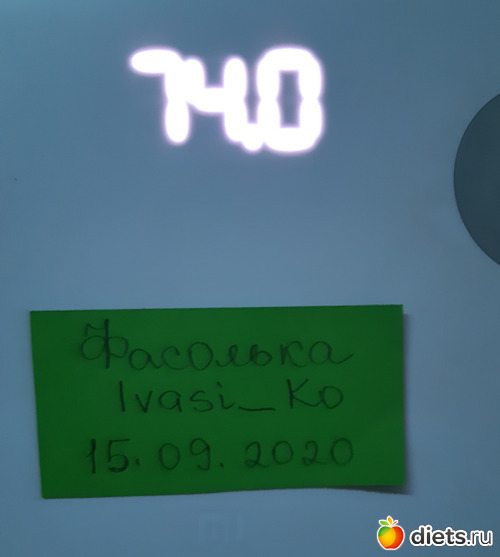 74.0
Фасолька
Ivasi_Ko
15.09.2020
diets.ru